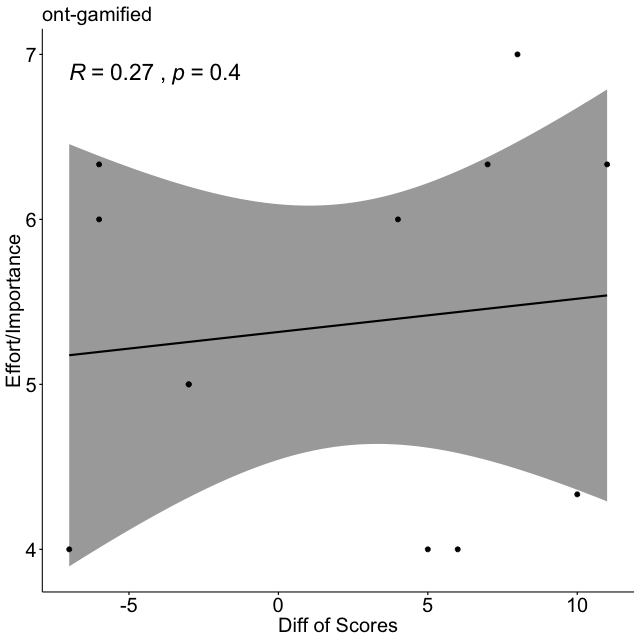 ont-gamified
R = 0.27 , p = 0.4
7
6
5
4
Effort/Importance
-5 0 5 10
Diff of Scores